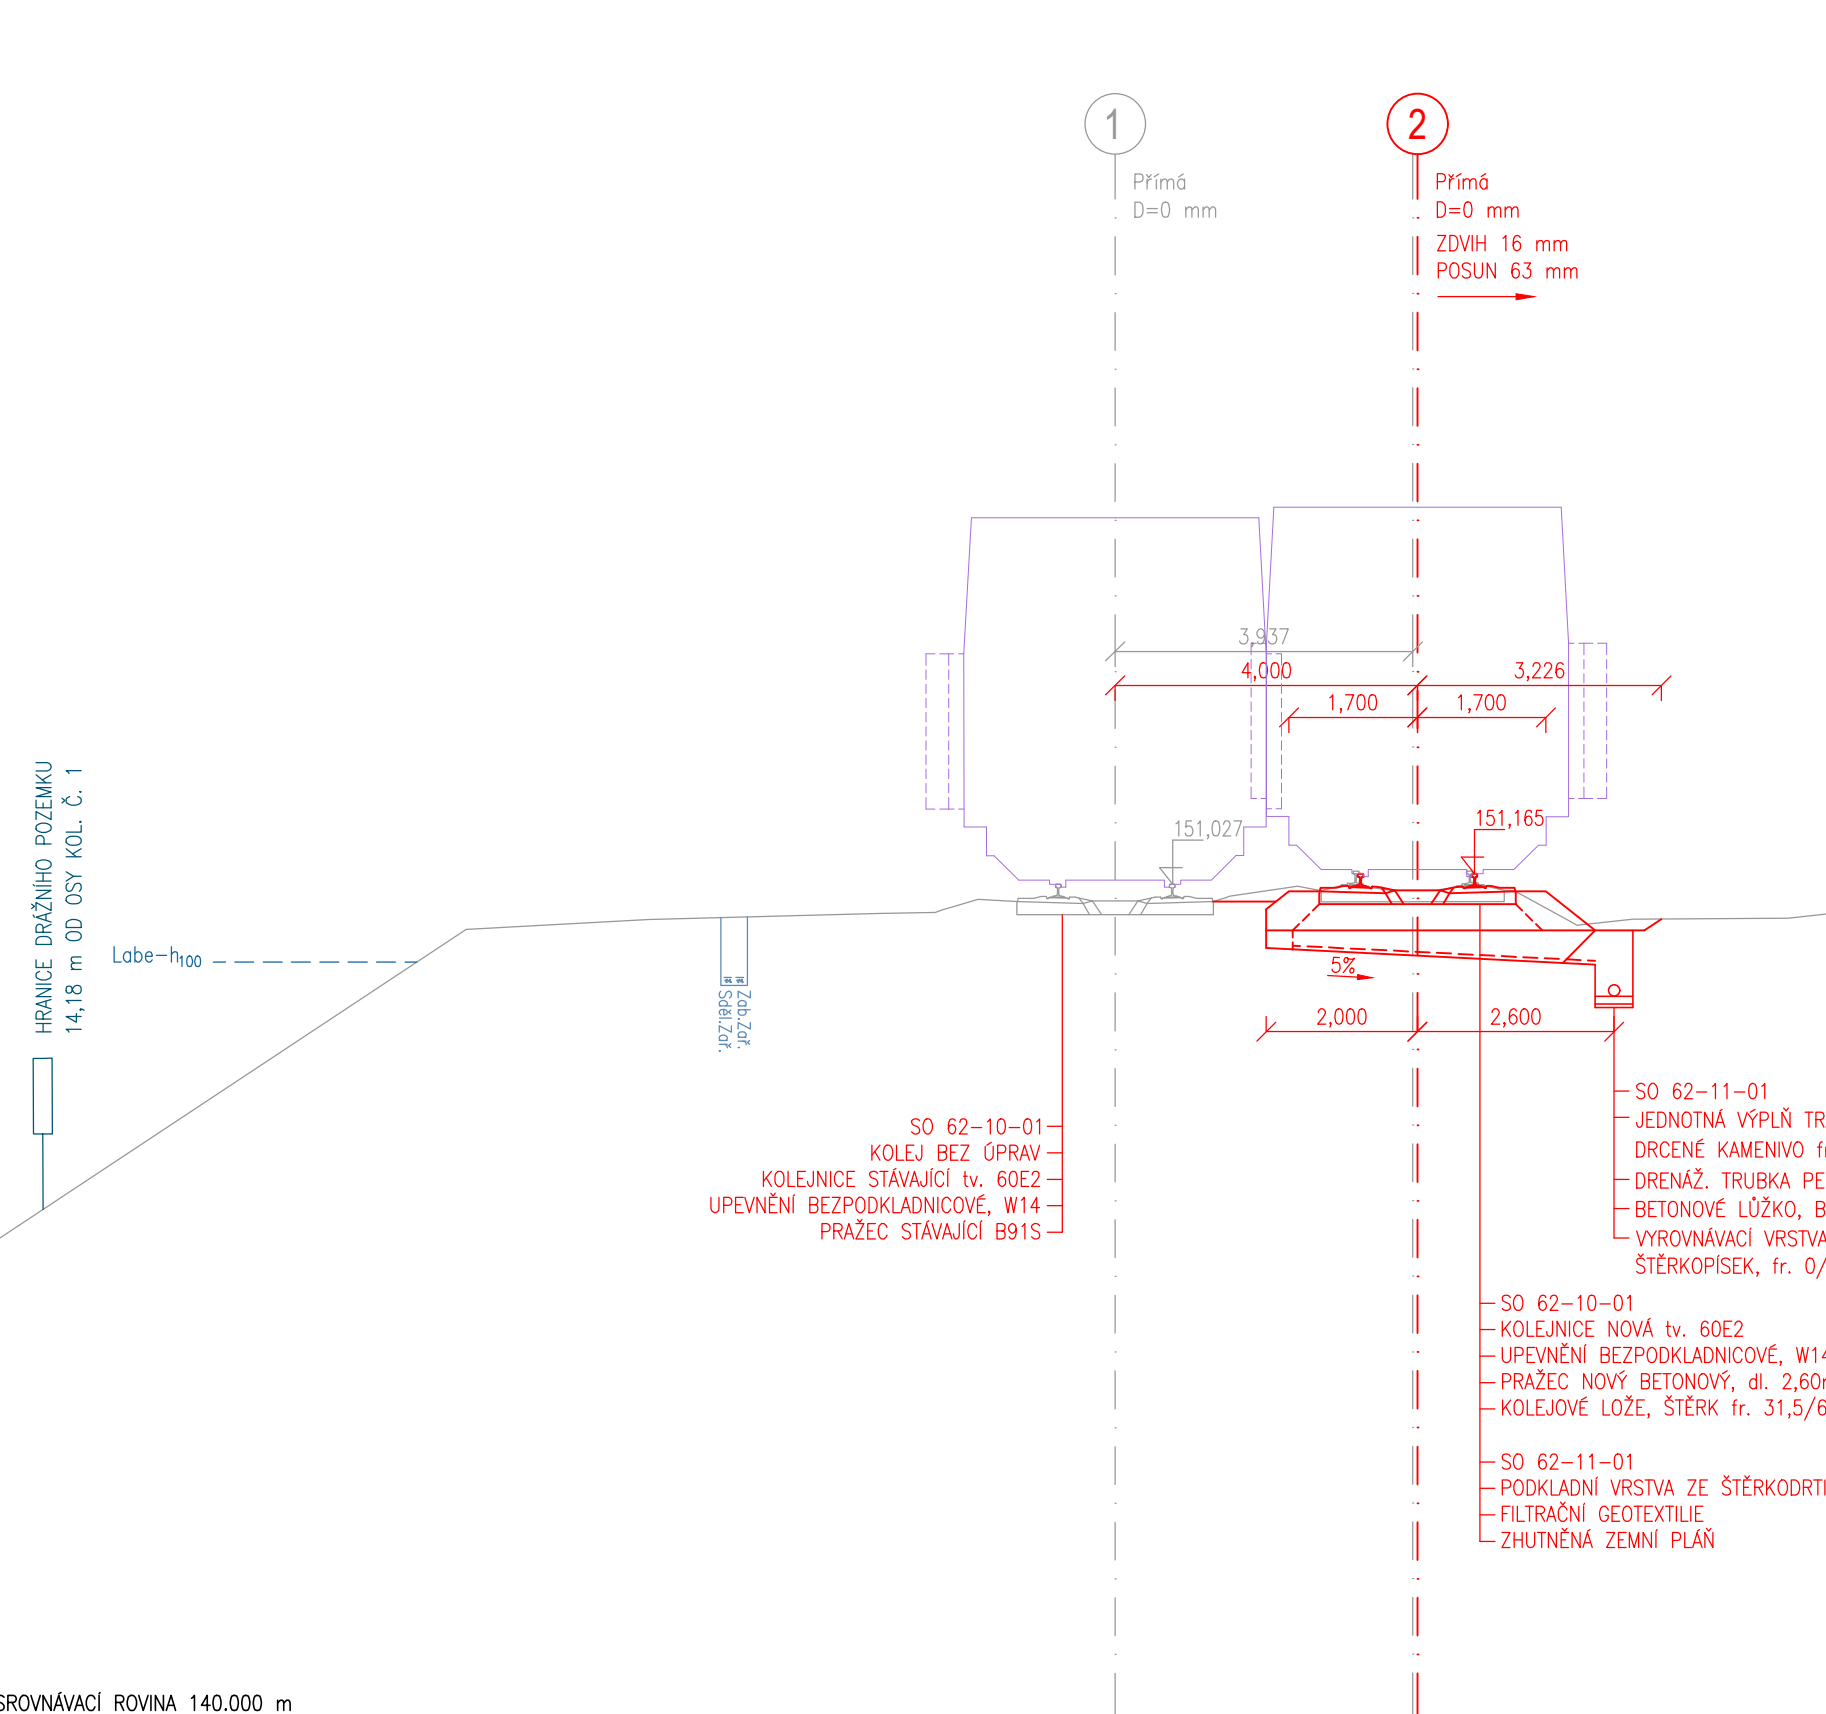 1
Přímá
D=0 mm
2
Přímá
D=0 mm
ZDVIH 16 mm
POSUN 63 mm
3,937
4,000
3,226
1,700
1,700
151,027
151,165
HRANICE DRÁŽNÍHO POZEMKU
14,18 m OD OSY KOL. Č. 1
Labe-h100
Zab.Zař.
Sděl.Zař.
5%
2,000
2,600
SO 62-10-01
KOLEJ BEZ ÚPRAV
KOLEJNICE STÁVAJÍCÍ tv. 60E2
UPEVNĚNÍ BEZPODKLADNICOVÉ, W14
PRAŽEC STÁVAJÍCÍ B91S
SO 62-11-01
JEDNOTNÁ VÝPLŇ TR
DRCENÉ KAMENIVO fr
DRENÁŽ. TRUBKA PE
BETONOVÉ LŮŽKO, B
VYROVNÁVACÍ VRSTVA
ŠTĚRKOPÍSEK, fr. 0/
SO 62-10-01
KOLEJNICE NOVÁ tv. 60E2
UPEVNĚNÍ BEZPODKLADNICOVÉ, W14
PRAŽEC NOVÝ BETONOVÝ, dl. 2,60m
KOLEJOVÉ LOŽE, ŠTĚRK fr. 31,5/6
SO 62-11-01
PODKLADNÍ VRSTVA ZE ŠTĚRKODRTI
FILTRAČNÍ GEOTEXTILIE
ZHUTNĚNÁ ZEMNÍ PLÁŇ
SROVNÁVACÍ ROVINA 140.000 m